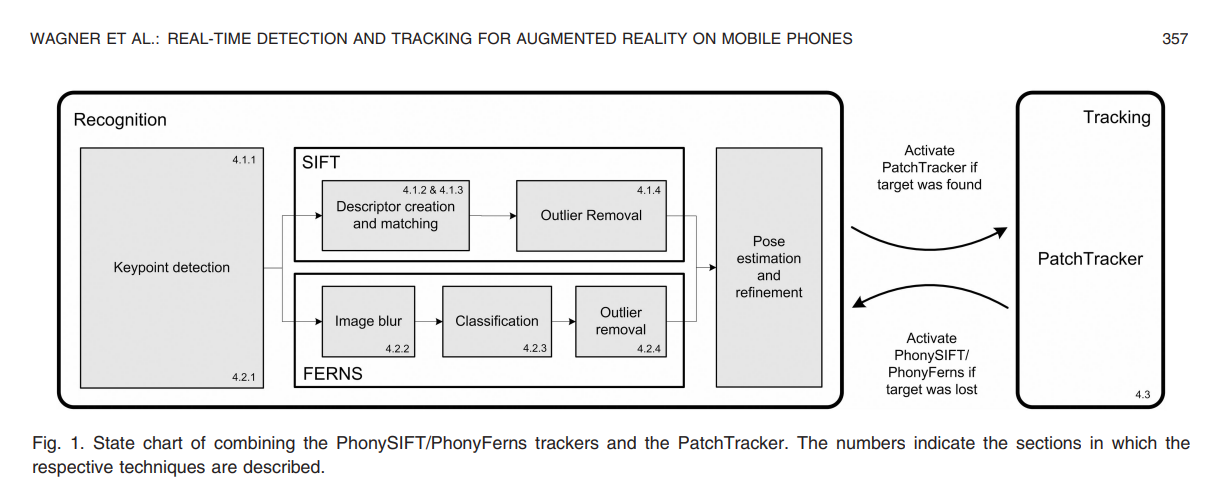 WAGNER ET AL.: REAL-TIME DETECTION AND TRACKING FOR AUGMENTED REALITY ON MOBILE PHONES
357
Recognition
4.1.1
Keypoint detection
4.2.1
SIFT
4.1.2 & 4.1.3
Descriptor creation
and matching
4.1.4
Outlier Removal
Image blur
4.2.2
Classification
4.2.3
Outlier
removal
4.2.4
FERNS
Pose
estimation
and
refinement
Activate
PatchTracker if
target was found
Activate
PhonySIFT/
PhonyFerns if
target was lost
Tracking
PatchTracker
4.3
Fig. 1. State chart of combining the PhonySIFT/PhonyFerns trackers and the PatchTracker. The numbers indicate the sections in which the
respective techniques are described.